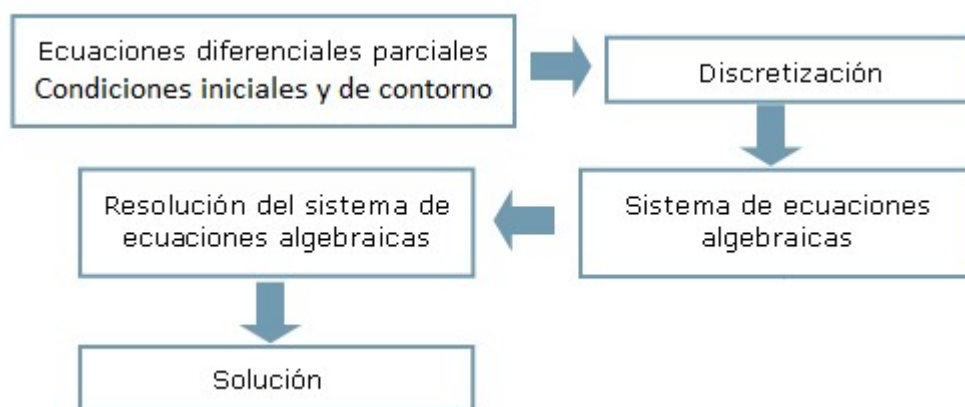 Ecuaciones diferenciales parciales
Condiciones iniciales y de contorno
Discretización
Sistema de ecuaciones
algebraicas
Resolución del sistema de
ecuaciones algebraicas
Solución